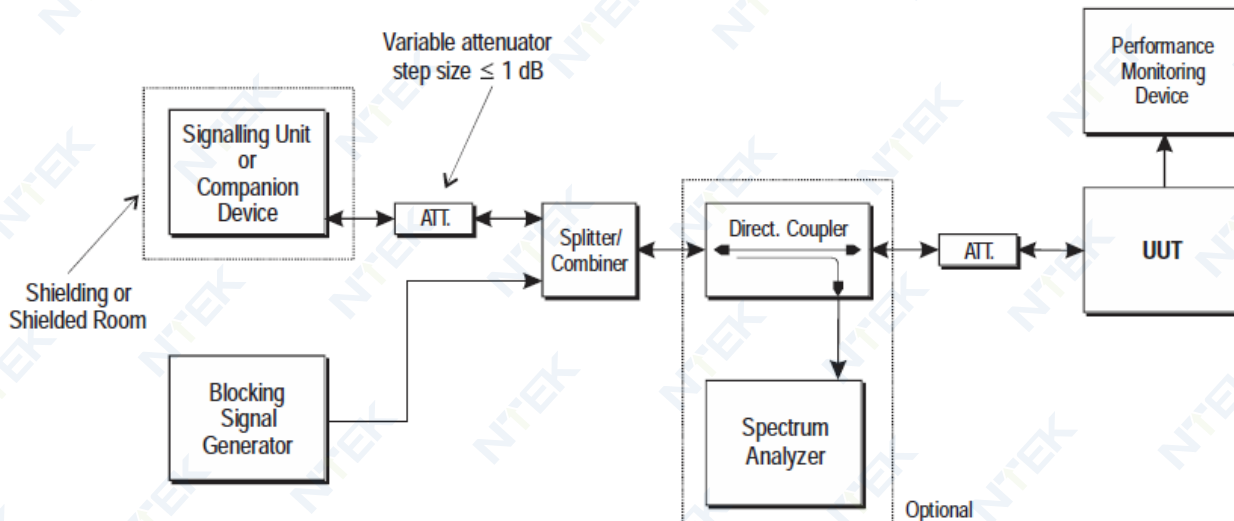 Variable attenuator
step size ≤ 1 dB
Performance
Monitoring
Device
Signalling Unit
or
Companion
Device
ATT.
Splitter/
Combiner
Direct. Coupler
ATT.
UUT
Shielding or
Shielded Room
Blocking
Signal
Generator
Spectrum
Analyzer
Optional
NTEK